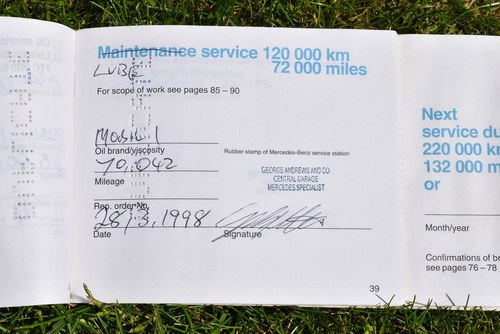 Maintenance service 120 000 km
72 000 miles
LUBE
For scope of work see pages 85 – 90
Mobil 1
Oil brand/viscosity
Rubber stamp of Mercedes-Benz service station
70,042
Mileage
GEORGE ANDREWS AND CO
CENTRAL GARAGE
MERCEDES SPECIALIST
Rep. order No.
28/3, 1998
Date
Signature
39
Next
service du
220 000 k
132 000 m
or
Month/year
Confirmations of br
see pages 76 – 78